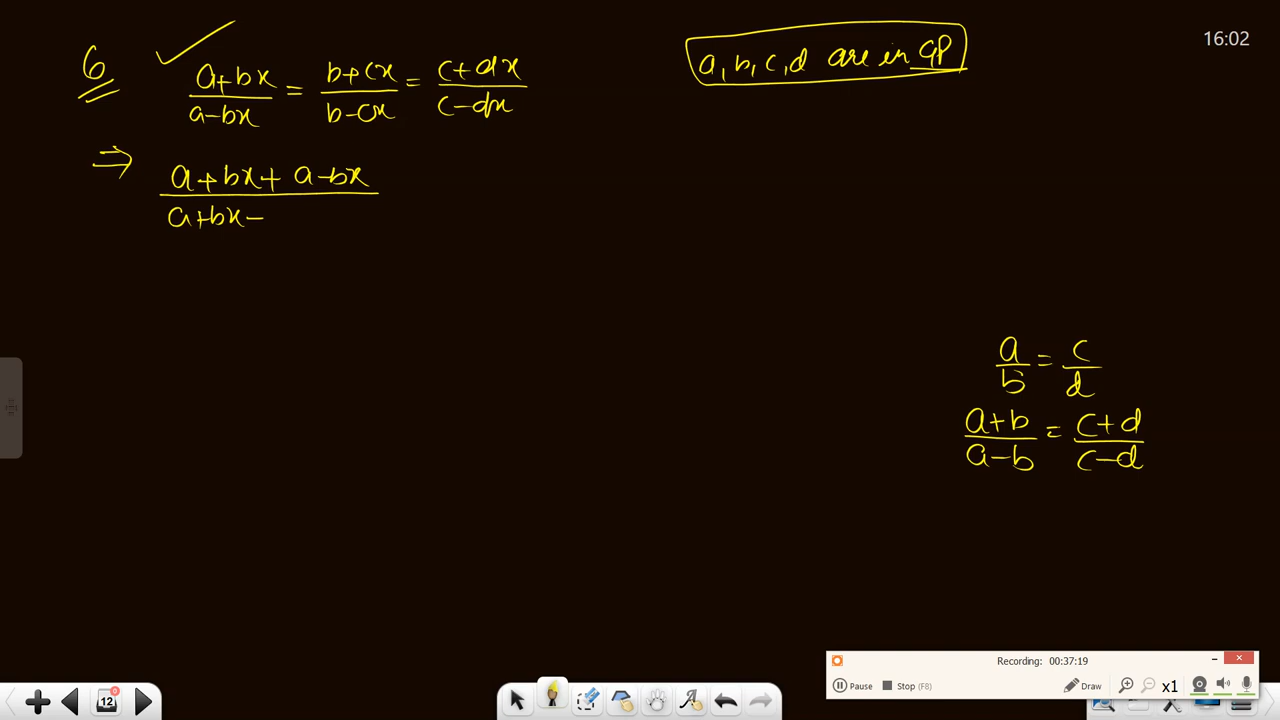 16:02
6
a+bx / a-bx = b+cx / b-cx = c+dx / c-dx
a, b, c, d are in GP
⇒ a+bx+ a-bx / a+bx-
a / b = c / d
a+b / a-b = c+d / c-d
Recording: 00:37:19
Pause Stop (F8) Draw x1
12 0